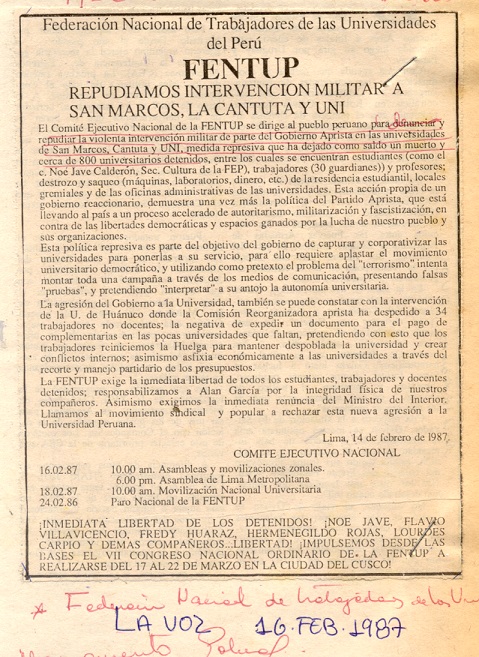 Federación Nacional de Trabajadores de las Universidades
del Perú
FENTUP
REPUDIAMOS INTERVENCION MILITAR A
SAN MARCOS, LA CANTUTA Y UNI
El Comité Ejecutivo Nacional de la FENTUP se dirige al pueblo peruano para denunciar y
repudiar la violenta intervención militar de parte del Gobierno Aprista en las universidades
de San Marcos, Cantuta y UNI, medida represiva que ha dejado como saldo un muerto y
cerca de 800 universitarios detenidos, entre los cuales se encuentran estudiantes (como el
c. Noé Jave Calderón, Sec. Cultura de la FEP), trabajadores (30 guardianes)) y profesores;
destrozo y saqueo (máquinas, laboratorios, dinero, etc.) de la residencia estudiantil, locales
gremiales y de las oficinas administrativas de las universidades. Esta acción propia de un
gobierno reaccionario, demuestra una vez más la política del Partido Aprista, que está
llevando al país a un proceso acelerado de autoritarismo, militarización y fascistización, en
contra de las libertades democráticas y espacios ganados por la lucha de nuestro pueblo y
sus organizaciones.
Esta política represiva es parte del objetivo del gobierno de capturar y corporativizar las
universidades para ponerlas a su servicio, para ello requiere aplastar el movimiento
universitario democrático, y utilizando como pretexto el problema del "terrorismo" intenta
montar toda una campaña a través de los medios de comunicación, presentando falsas
"pruebas", y pretendiendo "interpretar" a su antojo la autonomía universitaria.
La agresión del Gobierno a la Universidad, también se puede constatar con la intervención
de la U. de Huánuco donde la Comisión Reorganizadora aprista ha despedido a 34
trabajadores no docentes; la negativa de expedir un documento para el pago de
complementarias en las pocas universidades que faltan, pretendiendo con esto que los
trabajadores reiniciemos la Huelga para mantener despoblada la universidad y crear
conflictos internos; asimismo asfixia económicamente a las universidades a través del
recorte y manejo partidario de los presupuestos.
La FENTUP exige la inmediata libertad de todos los estudiantes, trabajadores y docentes
detenidos; responsabilizamos a Alan García por la integridad física de nuestros
compañeros. Asimismo exigimos la inmediata renuncia del Ministro del Interior.
Llamamos al movimiento sindical y popular a rechazar esta nueva agresión a la
Universidad Peruana.
Lima, 14 de febrero de 1987.
COMITE EJECUTIVO NACIONAL
16.02.87 10.00 am. Asambleas y movilizaciones zonales.
6.00 pm. Asamblea de Lima Metropolitana
18.02.87 10.00 am. Movilización Nacional Universitaria
24.02.86 Paro Nacional de la FENTUP
¡INMEDIATA LIBERTAD DE LOS DETENIDOS! ¡NOE JAVE, FLAVIO
VILLAVICENCIO, FREDY HUARAZ, HERMENEGILDO ROJAS, LOURDES
CARPIO Y DEMAS COMPAÑEROS...LIBERTAD! ¡IMPULSEMOS DESDE LAS
BASES EL VII CONGRESO NACIONAL ORDINARIO DE LA FENTUP A
REALIZARSE DEL 17 AL 22 DE MARZO EN LA CIUDAD DEL CUSCO!
* Federación Nacional de trabajadores de las Uni
LA VOZ 16. FEB. 1987